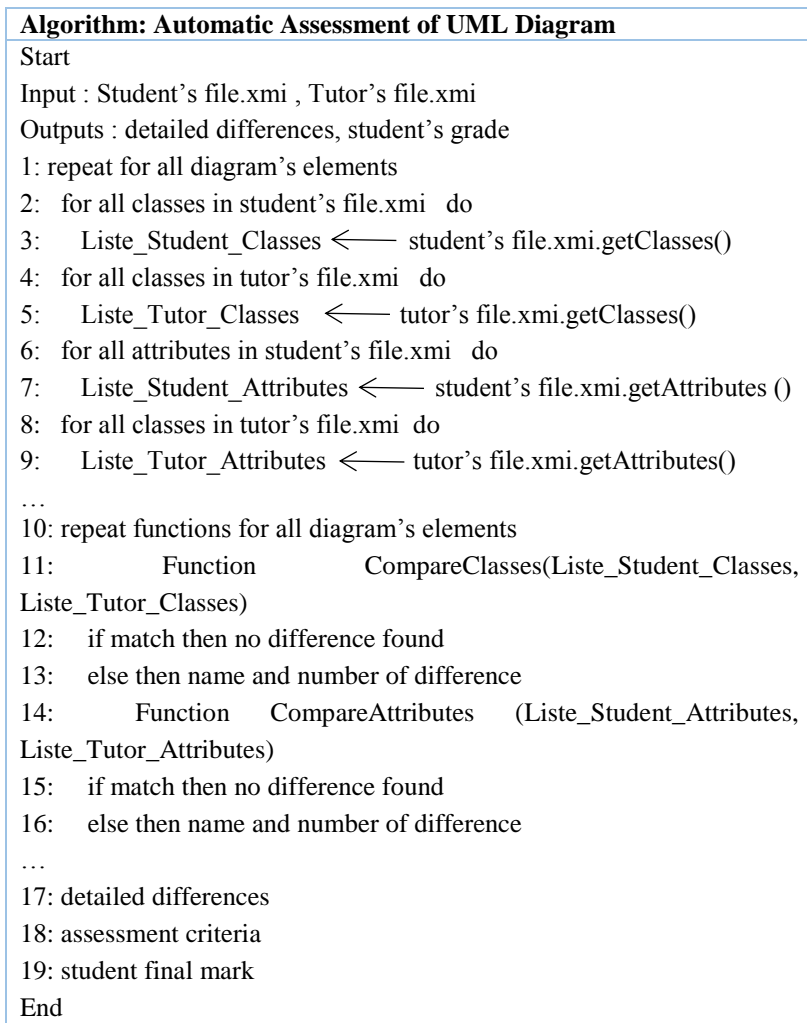 Algorithm: Automatic Assessment of UML Diagram
Start
Input : Student’s file.xmi , Tutor’s file.xmi
Outputs : detailed differences, student’s grade
1: repeat for all diagram’s elements
2: for all classes in student’s file.xmi do
3: Liste_Student_Classes ← student’s file.xmi.getClasses()
4: for all classes in tutor’s file.xmi do
5: Liste_Tutor_Classes ← tutor’s file.xmi.getClasses()
6: for all attributes in student’s file.xmi do
7: Liste_Student_Attributes ← student’s file.xmi.getAttributes ()
8: for all classes in tutor’s file.xmi do
9: Liste_Tutor_Attributes ← tutor’s file.xmi.getAttributes()
…
10: repeat functions for all diagram’s elements
11: Function CompareClasses(Liste_Student_Classes,
Liste_Tutor_Classes)
12: if match then no difference found
13: else then name and number of difference
14: Function CompareAttributes (Liste_Student_Attributes,
Liste_Tutor_Attributes)
15: if match then no difference found
16: else then name and number of difference
…
17: detailed differences
18: assessment criteria
19: student final mark
End